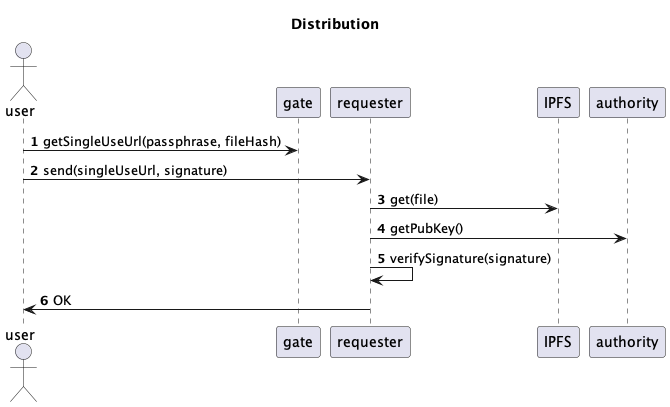 Distribution
user
gate requester IPFS authority
1 getSingleUseUrl(passphrase, fileHash)
2 send(singleUseUrl, signature)
3 get(file)
4 getPubKey()
5 verifySignature(signature)
6 OK
user gate requester IPFS authority